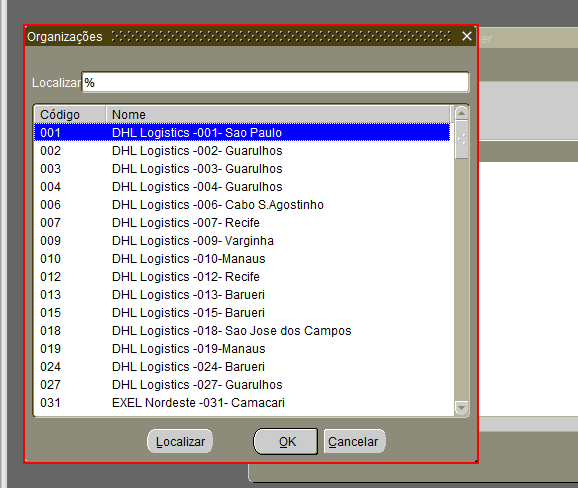 Organizações
Localizar %
Código Nome
001 DHL Logistics -001- Sao Paulo
002 DHL Logistics -002- Guarulhos
003 DHL Logistics -003- Guarulhos
004 DHL Logistics -004- Guarulhos
006 DHL Logistics -006- Cabo S.Agostinho
007 DHL Logistics -007- Recife
009 DHL Logistics -009- Varginha
010 DHL Logistics -010-Manaus
012 DHL Logistics -012- Recife
013 DHL Logistics -013- Barueri
015 DHL Logistics -015- Barueri
018 DHL Logistics -018- Sao Jose dos Campos
019 DHL Logistics -019-Manaus
024 DHL Logistics -024- Barueri
027 DHL Logistics -027- Guarulhos
031 EXEL Nordeste -031- Camacari
Localizar OK Cancelar